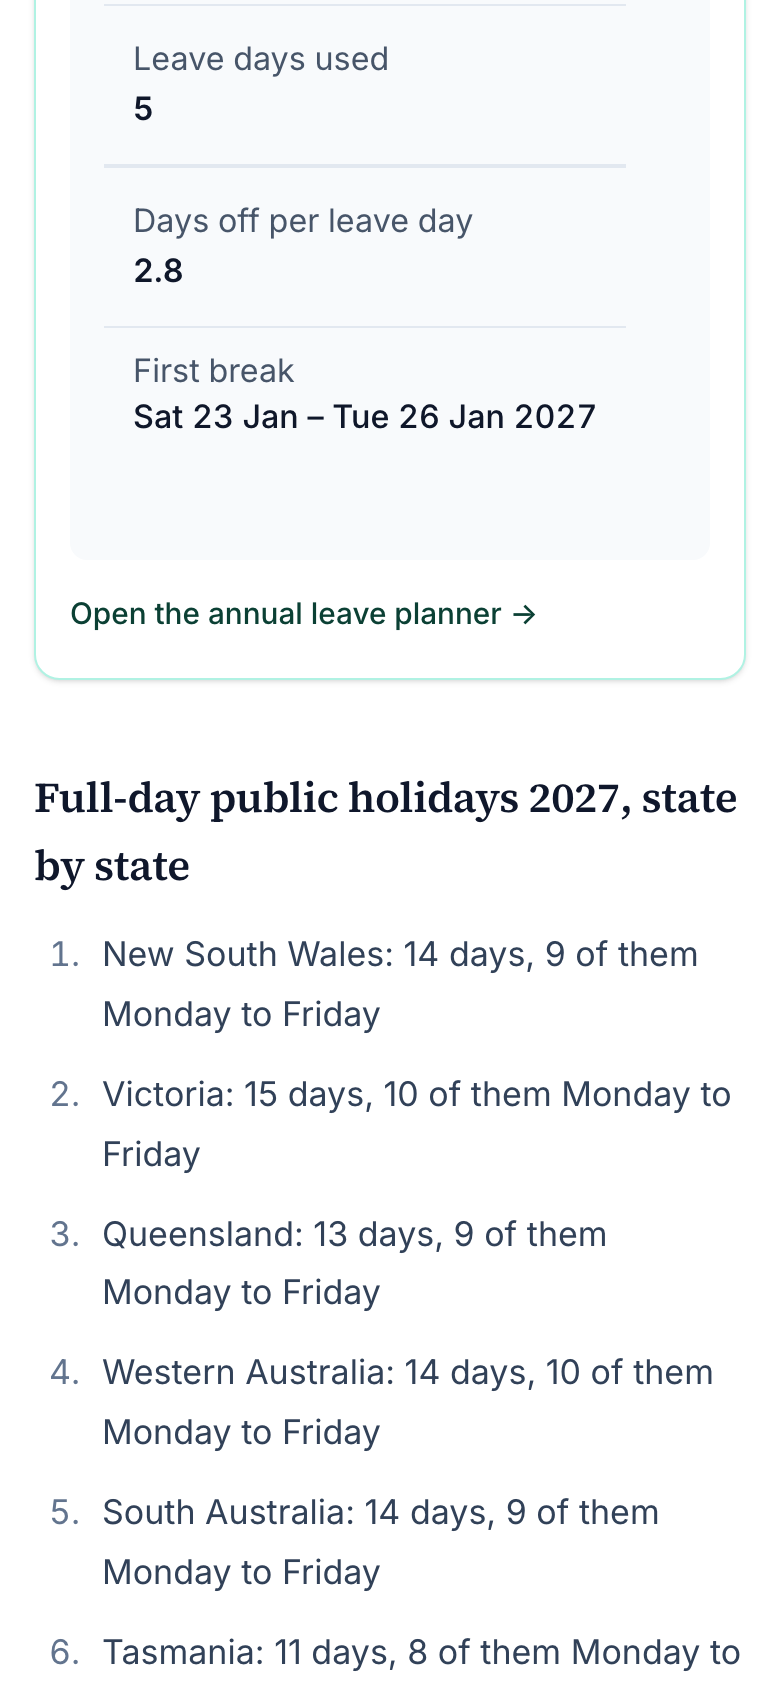 Leave days used
5
Days off per leave day
2.8
First break
Sat 23 Jan – Tue 26 Jan 2027
Open the annual leave planner →
Full-day public holidays 2027, state
by state
1. New South Wales: 14 days, 9 of them
Monday to Friday
2. Victoria: 15 days, 10 of them Monday to
Friday
3. Queensland: 13 days, 9 of them
Monday to Friday
4. Western Australia: 14 days, 10 of them
Monday to Friday
5. South Australia: 14 days, 9 of them
Monday to Friday
6. Tasmania: 11 days, 8 of them Monday to